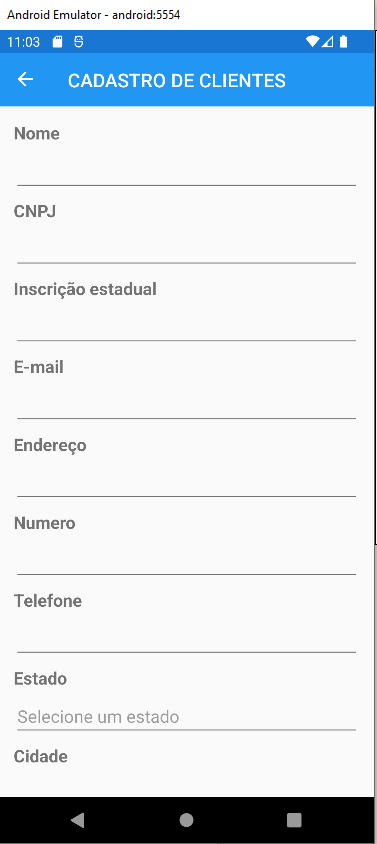 Android Emulator - android:5554
11:03
CADASTRO DE CLIENTES
Nome
CNPJ
Inscrição estadual
E-mail
Endereço
Numero
Telefone
Estado
Selecione um estado
Cidade